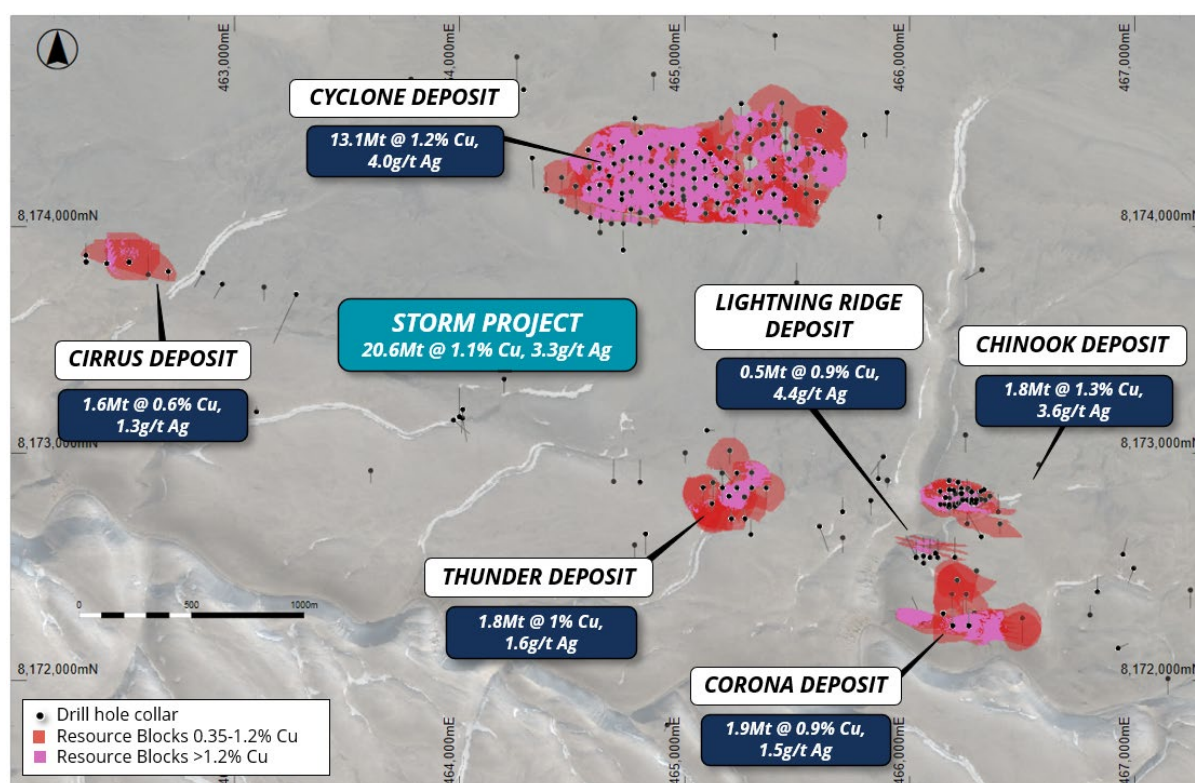 463,000mE
464,000mE
465,000mE
466,000mE
467,000mE
CYCLONE DEPOSIT
13.1Mt @ 1.2% Cu,
4.0g/t Ag
8,174,000mN
8,174,000mN
CIRRUS DEPOSIT
1.6Mt @ 0.6% Cu,
1.3g/t Ag
STORM PROJECT
20.6Mt @ 1.1% Cu, 3.3g/t Ag
LIGHTNING RIDGE
DEPOSIT
0.5Mt @ 0.9% Cu,
4.4g/t Ag
CHINOOK DEPOSIT
1.8Mt @ 1.3% Cu,
3.6g/t Ag
8,173,000mN
8,173,000mN
THUNDER DEPOSIT
1.8Mt @ 1% Cu,
1.6g/t Ag
0 500 1000m
8,172,000mN
8,172,000mN
CORONA DEPOSIT
1.9Mt @ 0.9% Cu,
1.5g/t Ag
Drill hole collar
Resource Blocks 0.35-1.2% Cu
Resource Blocks >1.2% Cu
463,000mE
464,000mE
465,000mE
466,000mE
467,000mE